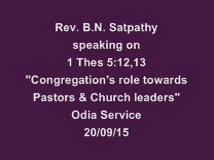 Rev. B.N. Satpathy
speaking on
1 Thes 5:12,13
"Congregation's role towards
Pastors & Church leaders"
Odia Service
20/09/15